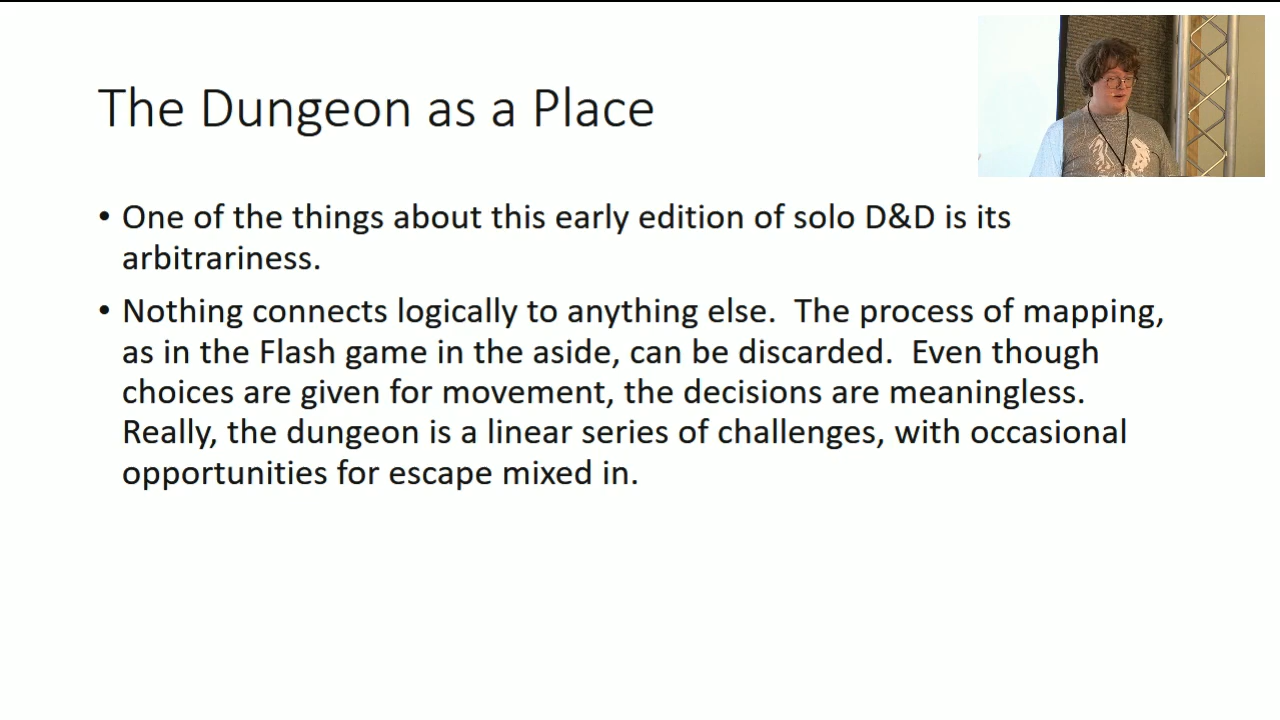 The Dungeon as a Place
• One of the things about this early edition of solo D&D is its
arbitrariness.
• Nothing connects logically to anything else.  The process of mapping,
as in the Flash game in the aside, can be discarded.  Even though
choices are given for movement, the decisions are meaningless.
Really, the dungeon is a linear series of challenges, with occasional
opportunities for escape mixed in.